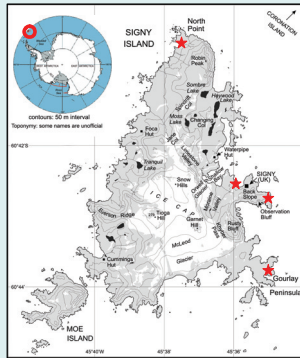 SIGNY
ISLAND
North
Point
CORONATION
ISLAND
Robin
Peak
contours: 50 m interval
Toponymy: some names are unofficial
Sombre
Lake
Heywood
Lake
Moss
Lake
Changing
Col
60°42'S
Foca
Hut
Waterpipe
Hut
Tranquil
Lake
SIGNY
(UK)
Snow
Hills
Back
Slope
Observation
Bluff
ICE CAP
Everson Ridge
Tioga
Hill
Garnet
Hill
Rusty
Bluff
McLeod
Glacier
Cummings
Hut
60°44'
Gourlay
Peninsula
MOE
ISLAND
45°40'
45°36'